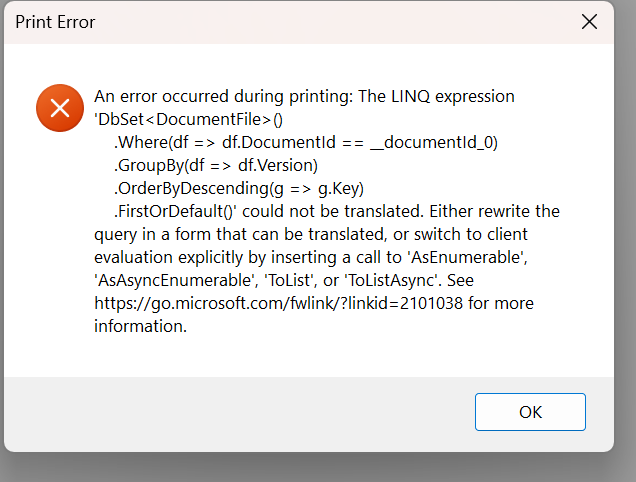 Print Error
An error occurred during printing: The LINQ expression
'DbSet<DocumentFile>()
.Where(df => df.DocumentId == __documentId_0)
.GroupBy(df => df.Version)
.OrderByDescending(g => g.Key)
.FirstOrDefault()' could not be translated. Either rewrite the
query in a form that can be translated, or switch to client
evaluation explicitly by inserting a call to 'AsEnumerable',
'AsAsyncEnumerable', 'ToList', or 'ToListAsync'. See
https://go.microsoft.com/fwlink/?linkid=2101038 for more
information.
OK